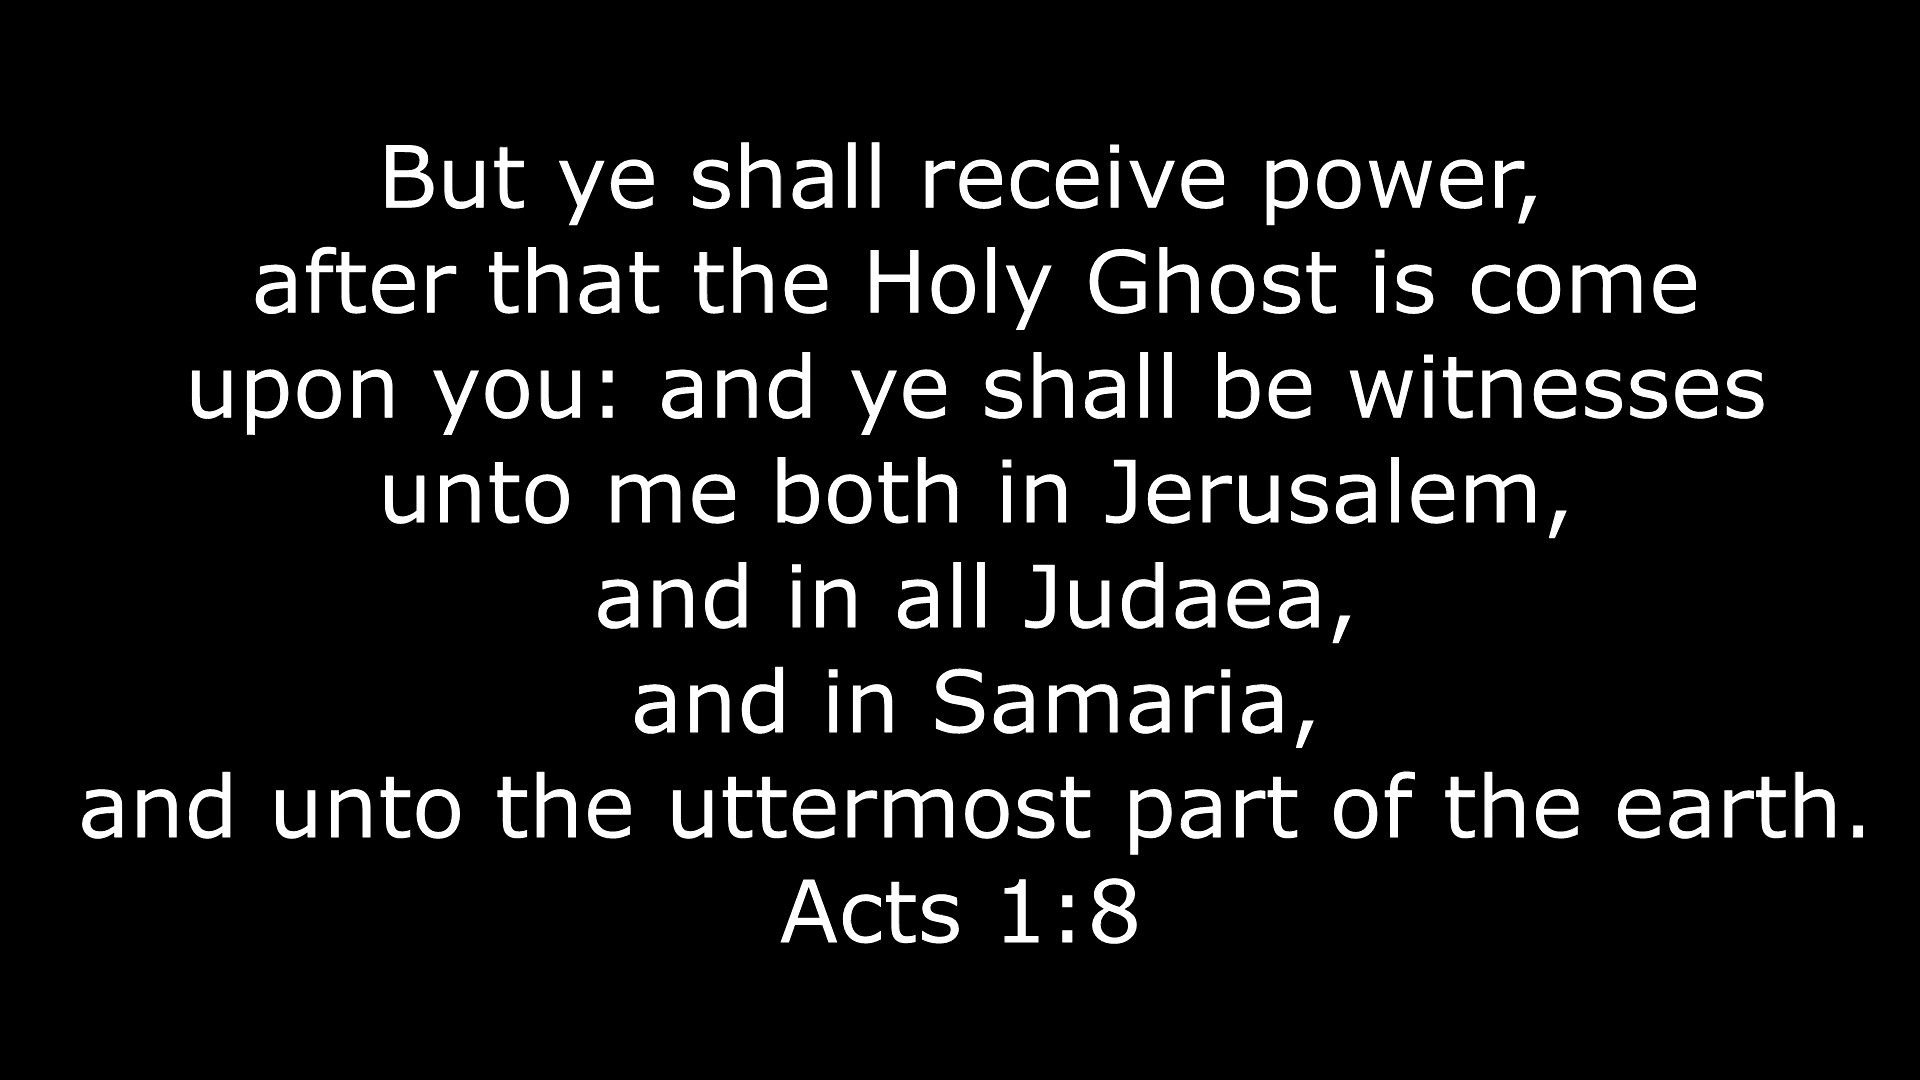 But ye shall receive power,
after that the Holy Ghost is come
upon you: and ye shall be witnesses
unto me both in Jerusalem,
and in all Judaea,
and in Samaria,
and unto the uttermost part of the earth.
Acts 1:8